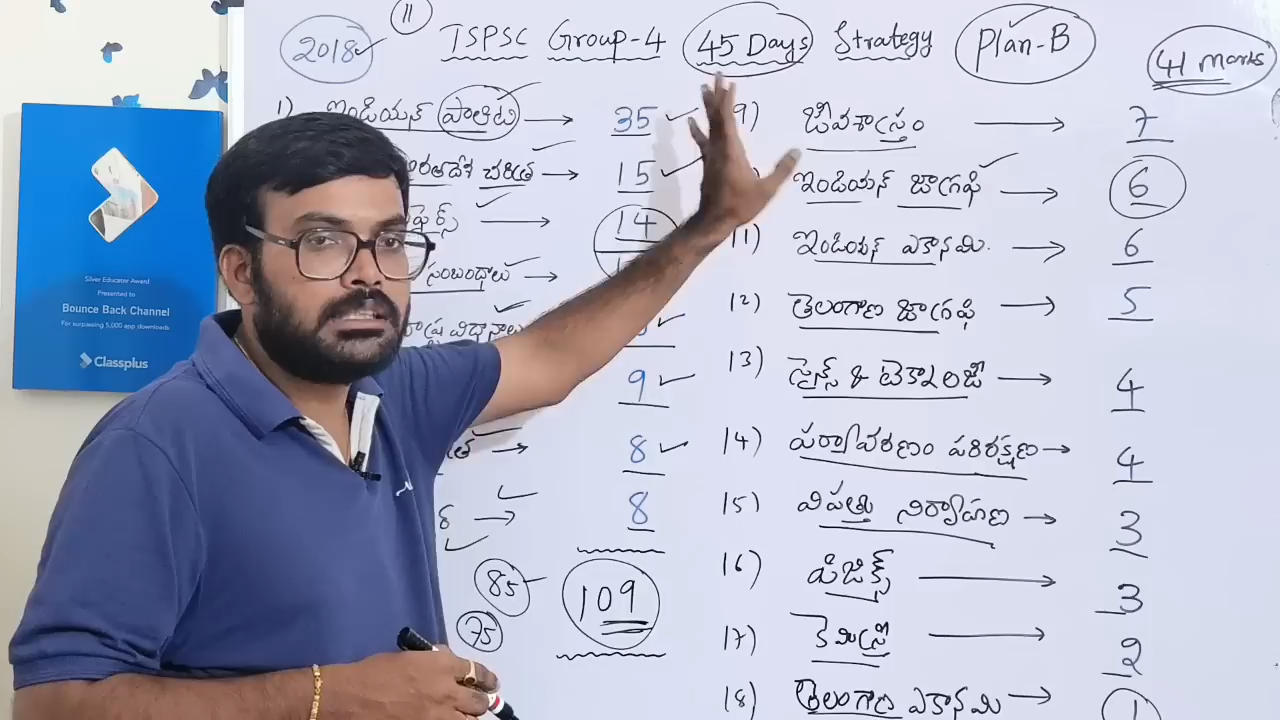 2018 11 TSPSC Group-4 45 Days Strategy Plan-B 41 marks
1) ఇండియన్ పాలిటీ → 35
చరిత్ర → 15
14
సంబంధాలు →
విధానాలు
9
→ 8
→ 8
85 109
75
9) జీవశాస్త్రం → 7
ఇండియన్ జాగ్రఫి → 6
11) ఇండియన్ ఎకానమి. → 6
12) తెలంగాణ జాగ్రఫి → 5
13) సైన్స్ & టెక్నాలజీ → 4
14) పర్యావరణం పరిరక్షణ → 4
15) విపత్తు నిర్వాహణ → 3
16) ఫిజిక్స్ → 3
17) కెమిస్ట్రీ → 2
18) తెలంగాణ ఎకానమి → 1
Silver Educator Award
Presented to
Bounce Back Channel
For surpassing 5,000 app downloads
Classplus